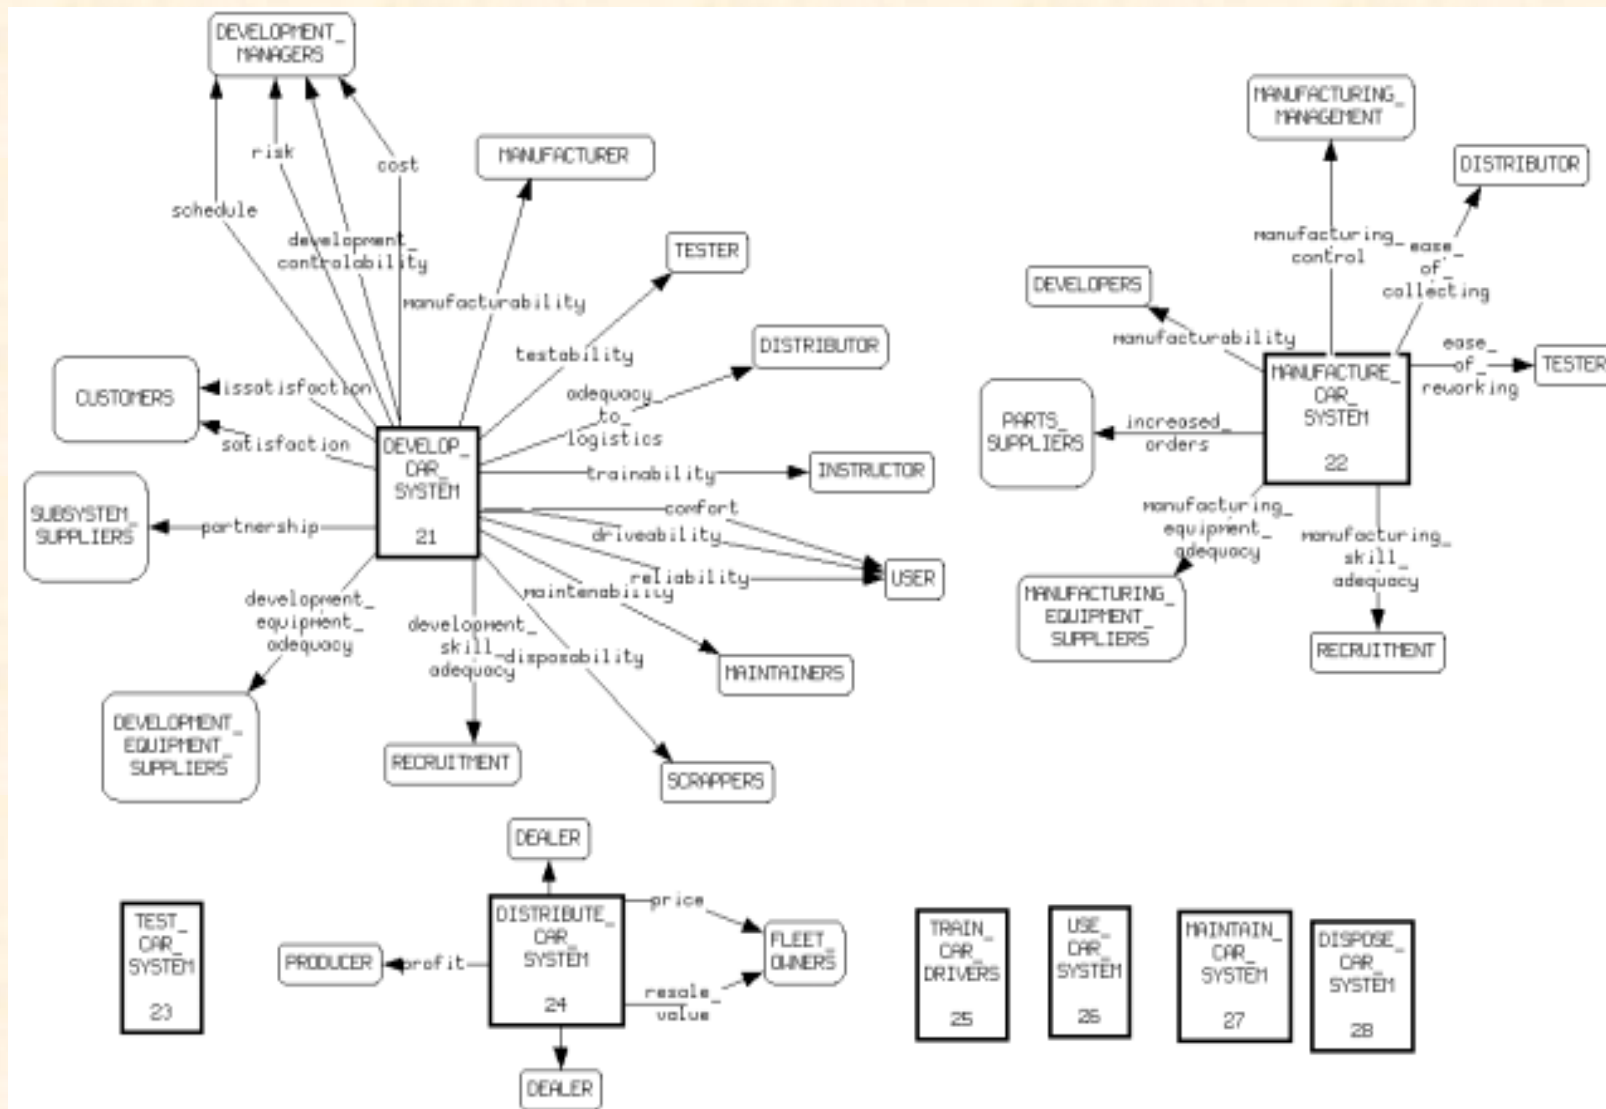 DEVELOPMENT_
MANAGERS
risk
cost
schedule
development_
controlability
MANUFACTURER
manufacturability
TESTER
testability
DISTRIBUTOR
adequacy_
to_
logistics
CUSTOMERS
issatisfaction
satisfaction
DEVELOP_
CAR_
SYSTEM
21
trainability
INSTRUCTOR
SUBSYSTEM_
SUPPLIERS
partnership
comfort
driveability
reliability
USER
maintenability
MAINTAINERS
development_
equipment_
adequacy
development_
skill_
adequacy
disposability
DEVELOPMENT_
EQUIPMENT_
SUPPLIERS
RECRUITMENT
SCRAPPERS
MANUFACTURING_
MANAGEMENT
DISTRIBUTOR
manufacturing_
control
ease_
of_
collecting
DEVELOPERS
manufacturability
MANUFACTURE_
CAR_
SYSTEM
22
ease_
of_
reworking
TESTER
PARTS_
SUPPLIERS
increased_
orders
manufacturing_
equipment_
adequacy
manufacturing_
skill_
adequacy
MANUFACTURING_
EQUIPMENT_
SUPPLIERS
RECRUITMENT
DEALER
TEST_
CAR_
SYSTEM
23
PRODUCER
profit
DISTRIBUTE_
CAR_
SYSTEM
24
price
FLEET_
OWNERS
resale_
value
DEALER
TRAIN_
CAR_
DRIVERS
25
USE_
CAR_
SYSTEM
26
MAINTAIN_
CAR_
SYSTEM
27
DISPOSE_
CAR_
SYSTEM
28